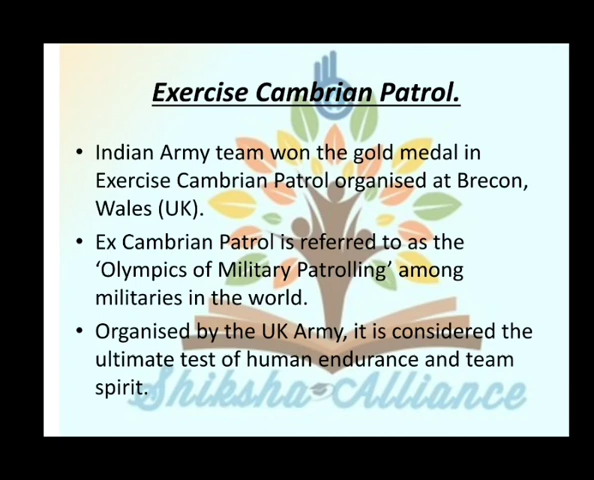 Exercise Cambrian Patrol.
• Indian Army team won the gold medal in
Exercise Cambrian Patrol organised at Brecon,
Wales (UK).
• Ex Cambrian Patrol is referred to as the
‘Olympics of Military Patrolling’ among
militaries in the world.
• Organised by the UK Army, it is considered the
ultimate test of human endurance and team
spirit.
Shiksha Alliance